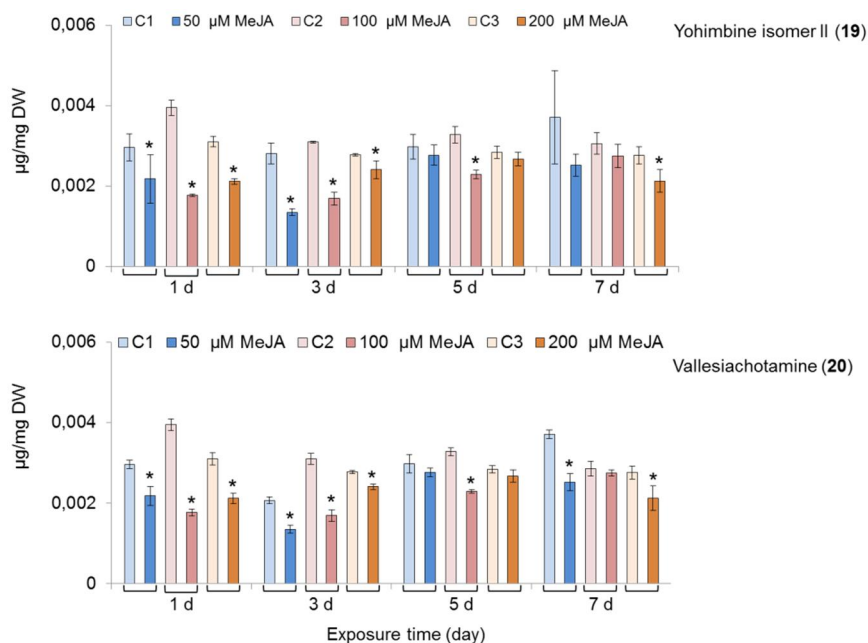 0,006
C1 50 µM MeJA C2 100 µM MeJA C3 200 µM MeJA
Yohimbine isomer II (19)
0,004
µg/mg DW
* * * * * * * *
0,002
0
1 d 3 d 5 d 7 d
0,006
C1 50 µM MeJA C2 100 µM MeJA C3 200 µM MeJA
Vallesiachotamine (20)
0,004
µg/mg DW
* * * * * * * * *
0,002
0,000
1 d 3 d 5 d 7 d
Exposure time (day)